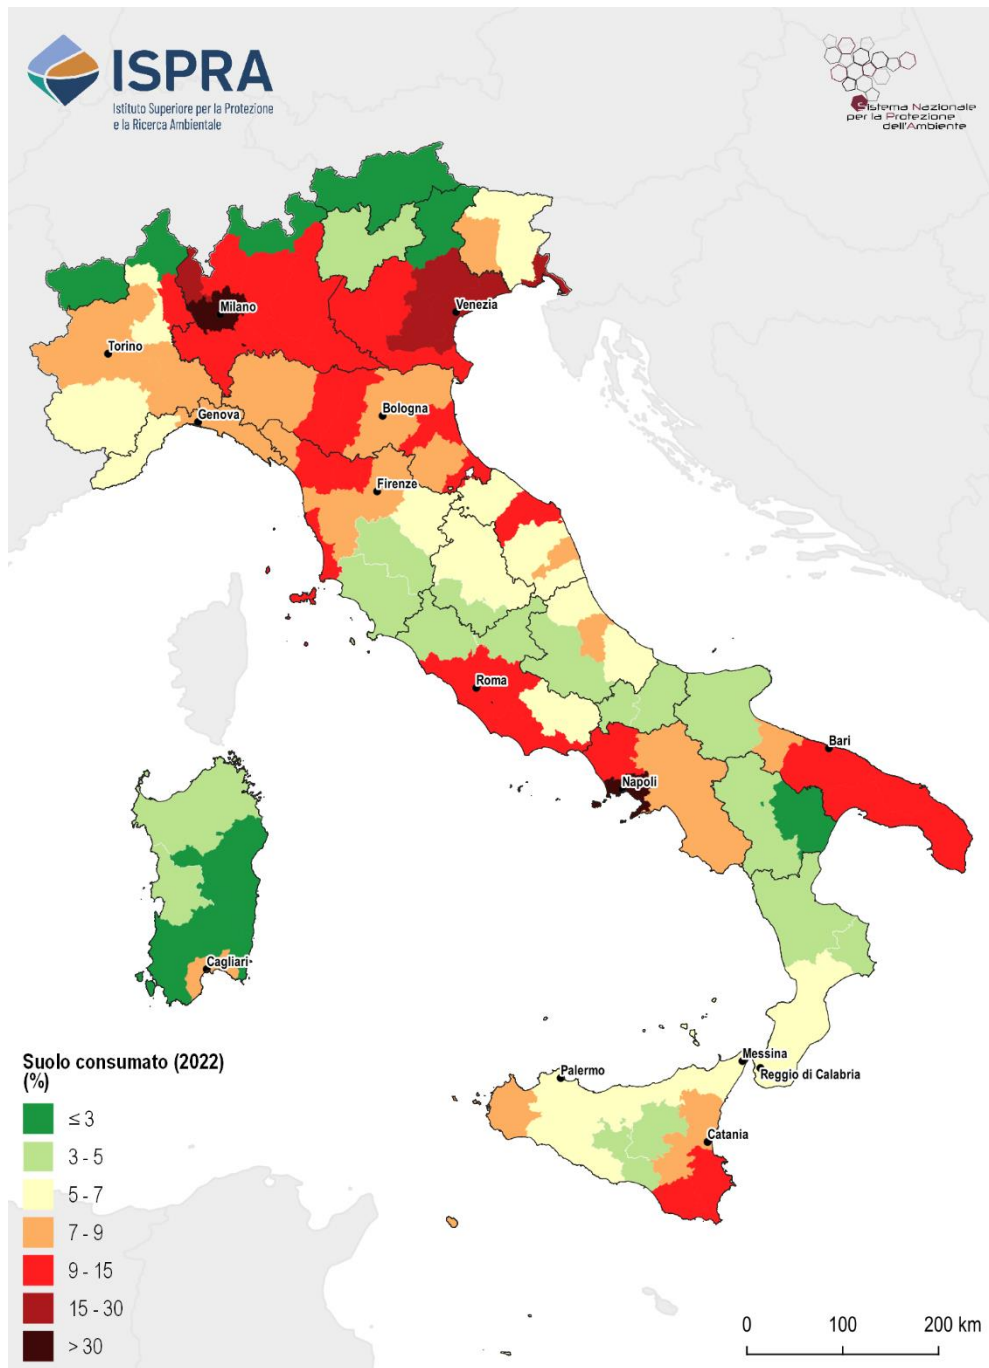 ISPRA
Istituto Superiore per la Protezione
e la Ricerca Ambientale
Sistema Nazionale
per la Protezione
dell'Ambiente
Milano
Venezia
Torino
Genova
Bologna
Firenze
Roma
Bari
Napoli
Cagliari
Messina
Reggio di Calabria
Palermo
Catania
Suolo consumato (2022)
(%)
≤ 3
3 - 5
5 - 7
7 - 9
9 - 15
15 - 30
> 30
0 100 200 km